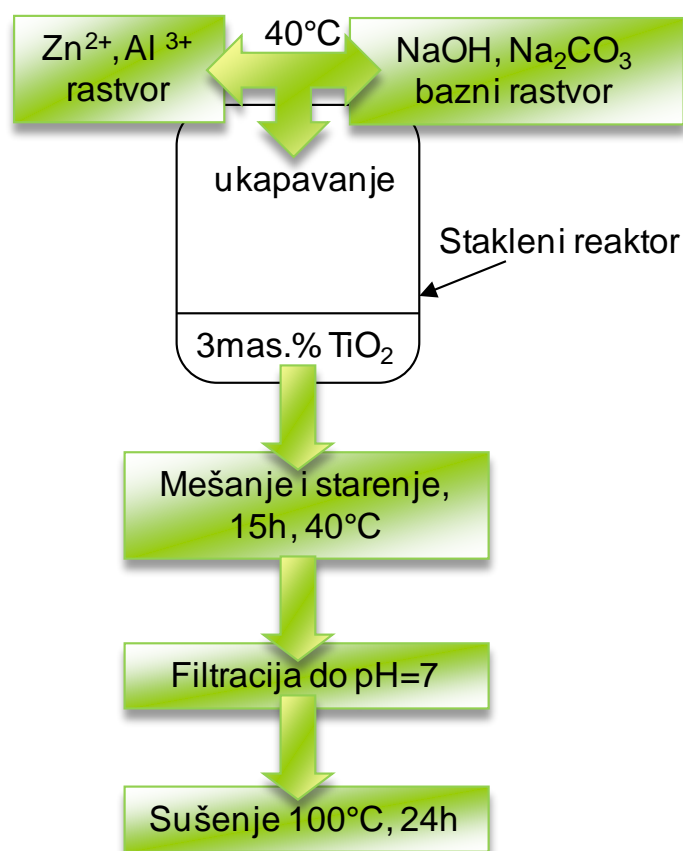 Zn²⁺, Al ³⁺
rastvor
40°C
NaOH, Na₂CO₃
bazni rastvor
ukapavanje
Stakleni reaktor
3mas.% TiO₂
Mešanje i starenje,
15h, 40°C
Filtracija do pH=7
Sušenje 100°C, 24h